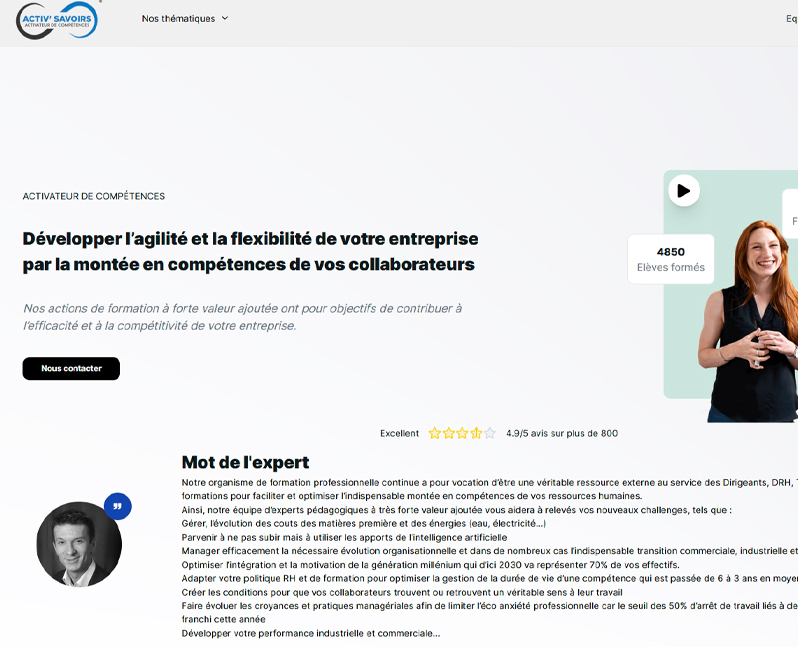 ACTIV' SAVOIRS
ACTIVATEUR DE COMPÉTENCES
Nos thématiques
Eq
ACTIVATEUR DE COMPÉTENCES
Développer l'agilité et la flexibilité de votre entreprise
par la montée en compétences de vos collaborateurs
4850
Elèves formés
F
Nos actions de formation à forte valeur ajoutée ont pour objectifs de contribuer à
l'efficacité et à la compétitivité de votre entreprise.
Nous contacter
Excellent 4.9/5 avis sur plus de 800
Mot de l'expert
Notre organisme de formation professionnelle continue a pour vocation d'être une véritable ressource externe au service des Dirigeants, DRH, T
formations pour faciliter et optimiser l'indispensable montée en compétences de vos ressources humaines.
Ainsi, notre équipe d'experts pédagogiques à très forte valeur ajoutée vous aidera à relevés vos nouveaux challenges, tels que :
Gérer, l'évolution des couts des matières première et des énergies (eau, électricité...)
Parvenir à ne pas subir mais à utiliser les apports de l'intelligence artificielle
Manager efficacement la nécessaire évolution organisationnelle et dans de nombreux cas l'indispensable transition commerciale, industrielle et
Optimiser l'intégration et la motivation de la génération millénium qui d'ici 2030 va représenter 70% de vos effectifs.
Adapter votre politique RH et de formation pour optimiser la gestion de la durée de vie d'une compétence qui est passée de 6 à 3 ans en moyen
Créer les conditions pour que vos collaborateurs trouvent ou retrouvent un véritable sens à leur travail
Faire évoluer les croyances et pratiques managériales afin de limiter l'éco anxiété professionnelle car le seuil des 50% d'arrêt de travail liés à de
franchi cette année
Développer votre performance industrielle et commerciale...